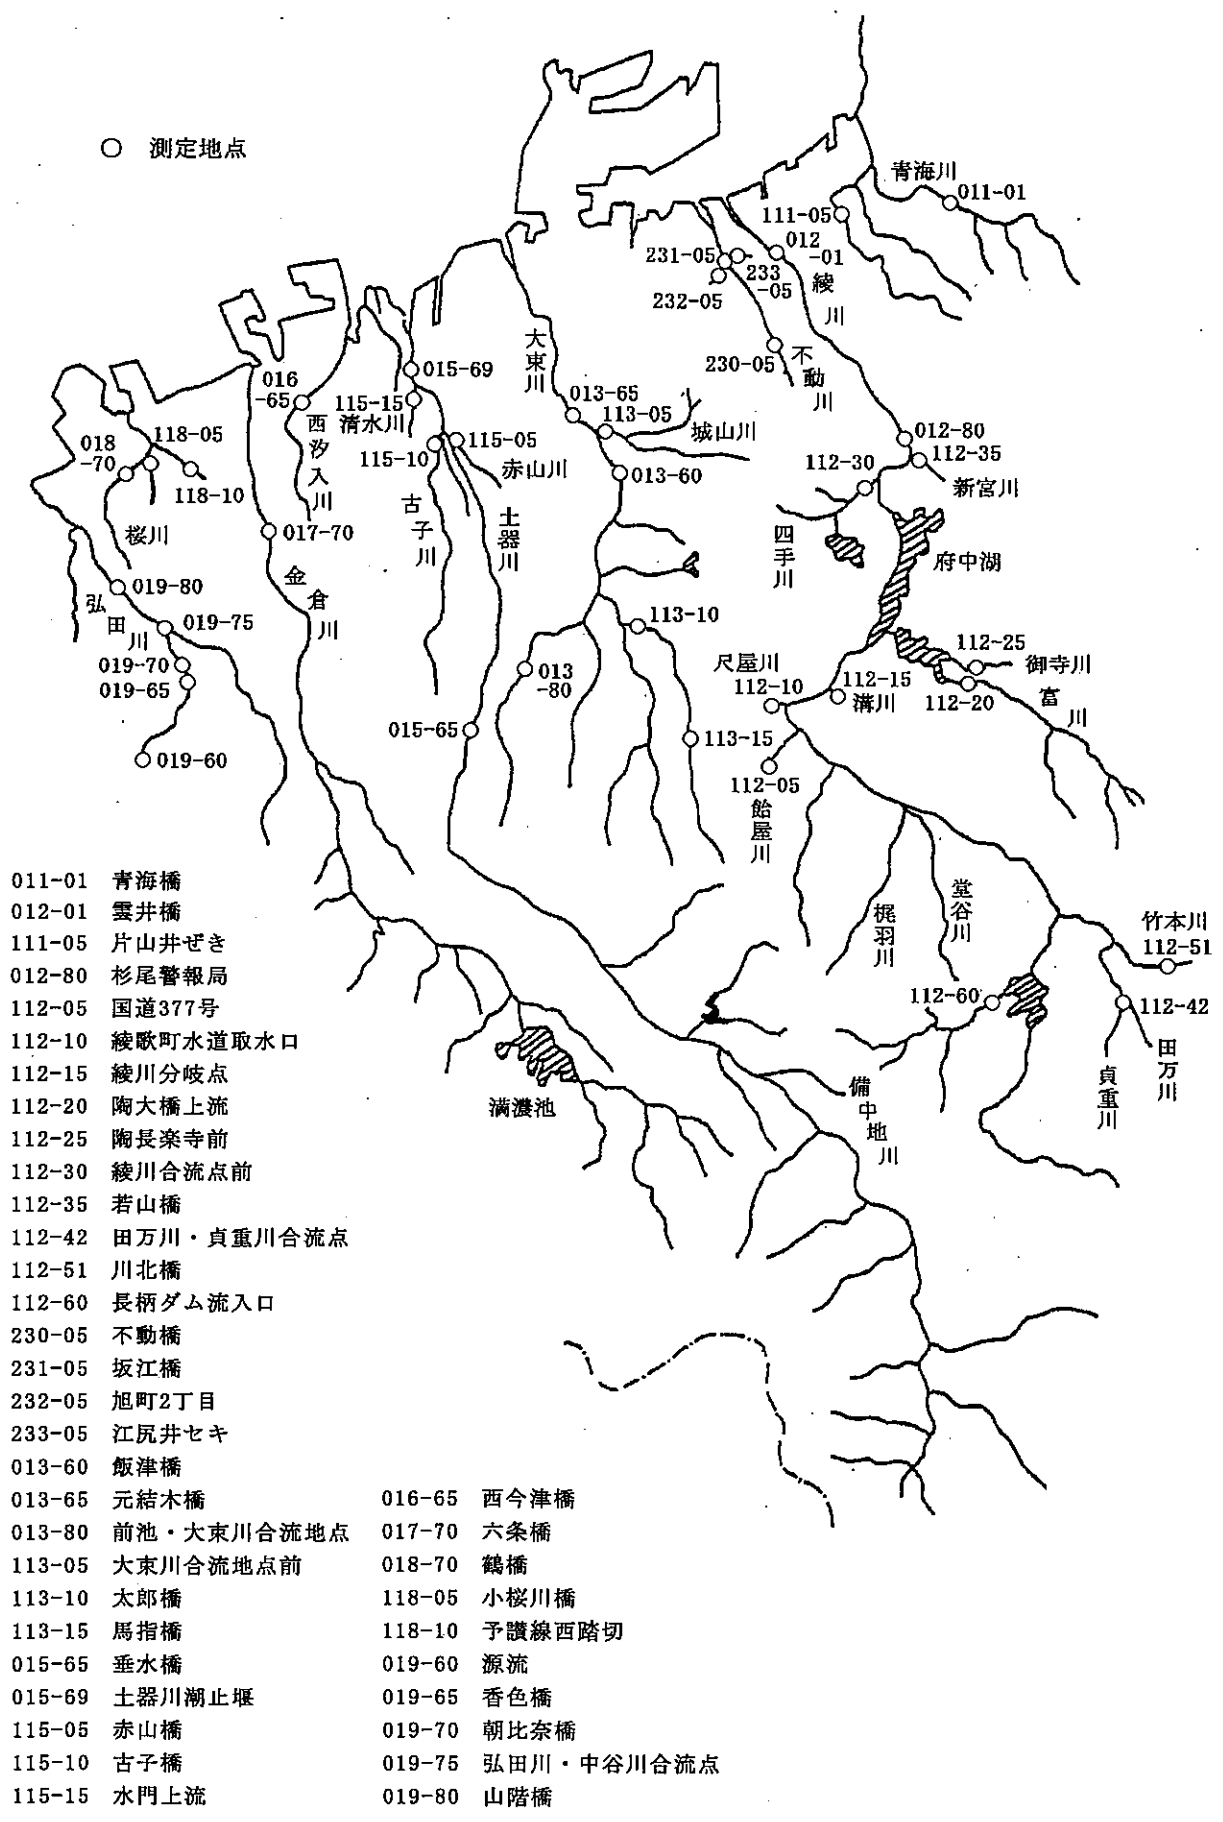 ○ 測定地点
青海川
011-01
111-05
012
-01
綾川
231-05
233
-05
232-05
230-05
不動川
大束川
015-69
016
-65
西汐入川
115-15
清水川
013-65
113-05
城山川
118-05
018
-70
118-10
115-05
115-10
赤山川
013-60
012-80
112-35
112-30
新宮川
桜川
017-70
古子川
土器川
四手川
府中湖
019-80
弘田川
019-75
金倉川
113-10
019-70
019-65
013
-80
尺屋川
112-10
112-15
溝川
112-25
御寺川
112-20
富川
015-65
113-15
019-60
112-05
飴屋川
梶羽川
堂谷川
竹本川
112-51
112-60
112-42
田万川
貞重川
満濃池
備中地川
011-01 青海橋
012-01 雲井橋
111-05 片山井ぜき
012-80 杉尾警報局
112-05 国道377号
112-10 綾歌町水道取水口
112-15 綾川分岐点
112-20 陶大橋上流
112-25 陶長楽寺前
112-30 綾川合流点前
112-35 若山橋
112-42 田万川・貞重川合流点
112-51 川北橋
112-60 長柄ダム流入口
230-05 不動橋
231-05 坂江橋
232-05 旭町2丁目
233-05 江尻井セキ
013-60 飯津橋
013-65 元結木橋
013-80 前池・大束川合流地点
113-05 大束川合流地点前
113-10 太郎橋
113-15 馬指橋
015-65 垂水橋
015-69 土器川潮止堰
115-05 赤山橋
115-10 古子橋
115-15 水門上流
016-65 西今津橋
017-70 六条橋
018-70 鶴橋
118-05 小桜川橋
118-10 予讃線西踏切
019-60 源流
019-65 香色橋
019-70 朝比奈橋
019-75 弘田川・中谷川合流点
019-80 山階橋